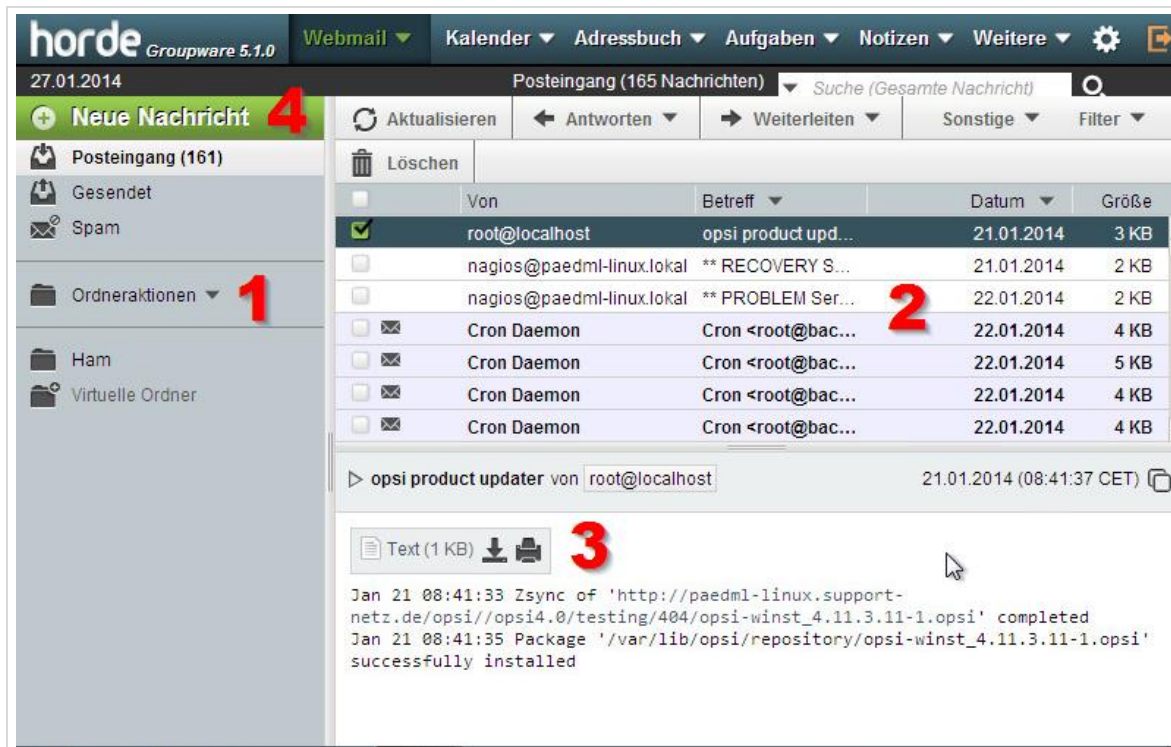 horde Groupware 5.1.0 Webmail Kalender Adressbuch Aufgaben Notizen Weitere
27.01.2014 Posteingang (165 Nachrichten) Suche (Gesamte Nachricht)
Neue Nachricht 4
Aktualisieren Antworten Weiterleiten Sonstige Filter
Posteingang (161)
Löschen
Gesendet
Spam
Ordneraktionen 1
Ham
Virtuelle Ordner
Von Betreff Datum Größe
root@localhost opsi product upd... 21.01.2014 3 KB
nagios@paedml-linux.lokal ** RECOVERY S... 21.01.2014 2 KB
nagios@paedml-linux.lokal ** PROBLEM Ser... 22.01.2014 2 KB
2
Cron Daemon Cron <root@bac... 22.01.2014 4 KB
Cron Daemon Cron <root@bac... 22.01.2014 5 KB
Cron Daemon Cron <root@bac... 22.01.2014 4 KB
Cron Daemon Cron <root@bac... 22.01.2014 4 KB
opsi product updater von root@localhost 21.01.2014 (08:41:37 CET)
Text (1 KB) 3
Jan 21 08:41:33 Zsync of 'http://paedml-linux.support-
netz.de/opsi//opsi4.0/testing/404/opsi-winst_4.11.3.11-1.opsi' completed
Jan 21 08:41:35 Package '/var/lib/opsi/repository/opsi-winst_4.11.3.11-1.opsi'
successfully installed